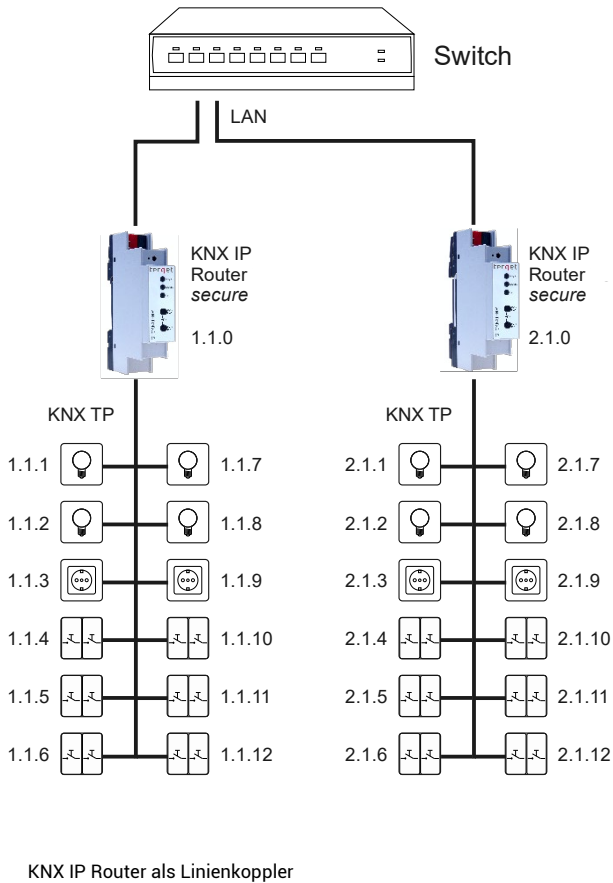 Switch
LAN
KNX IP
Router
secure
1.1.0
KNX IP
Router
secure
2.1.0
KNX TP
1.1.1
1.1.7
1.1.2
1.1.8
1.1.3
1.1.9
1.1.4
1.1.10
1.1.5
1.1.11
1.1.6
1.1.12
KNX TP
2.1.1
2.1.7
2.1.2
2.1.8
2.1.3
2.1.9
2.1.4
2.1.10
2.1.5
2.1.11
2.1.6
2.1.12
KNX IP Router als Linienkoppler